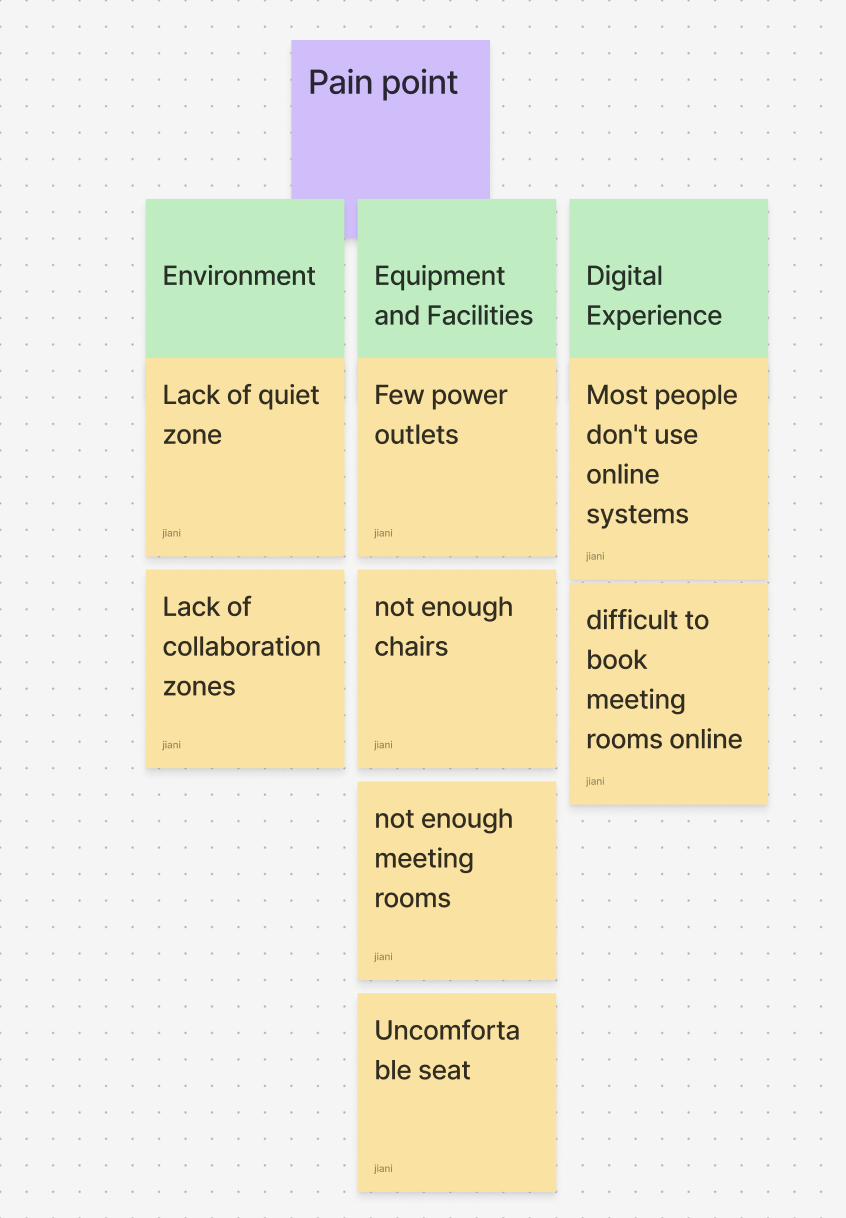 Pain point
Environment
Equipment
and Facilities
Digital
Experience
Lack of quiet
zone
jiani
Few power
outlets
jiani
Most people
don't use
online
systems
jiani
Lack of
collaboration
zones
jiani
not enough
chairs
jiani
difficult to
book
meeting
rooms online
jiani
not enough
meeting
rooms
jiani
Uncomforta
ble seat
jiani